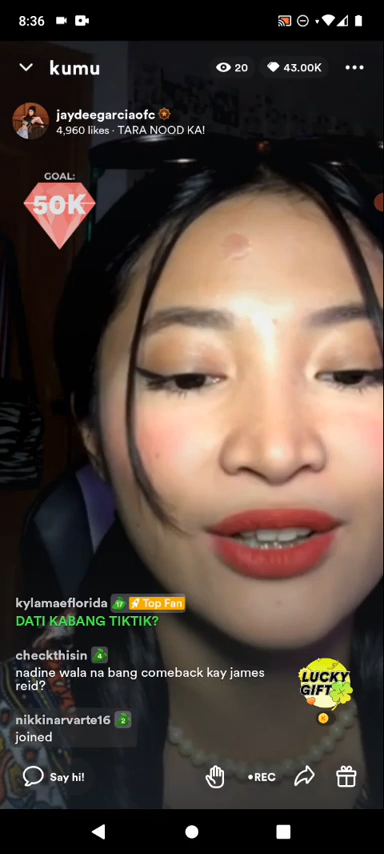 8:36
kumu
20
43.00K
jaydeegarciaofc
4,960 likes · TARA NOOD KA!
GOAL:
50K
kylamaeflorida 17 Top Fan
DATI KABANG TIKTIK?
checkthisin 4
nadine wala na bang comeback kay james
reid?
LUCKY
GIFT
K
nikkinarvarte16 2
joined
Say hi!
•REC